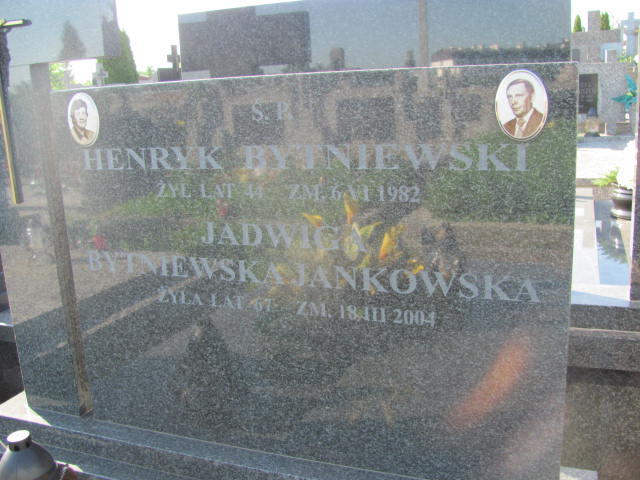 Ś. P.
HENRYK BYTNIEWSKI
ŻYŁ LAT 44 ZM. 6 VI 1982
JADWIGA
BYTNIEWSKA JANKOWSKA
ŻYŁA LAT 67 ZM. 18 III 2004